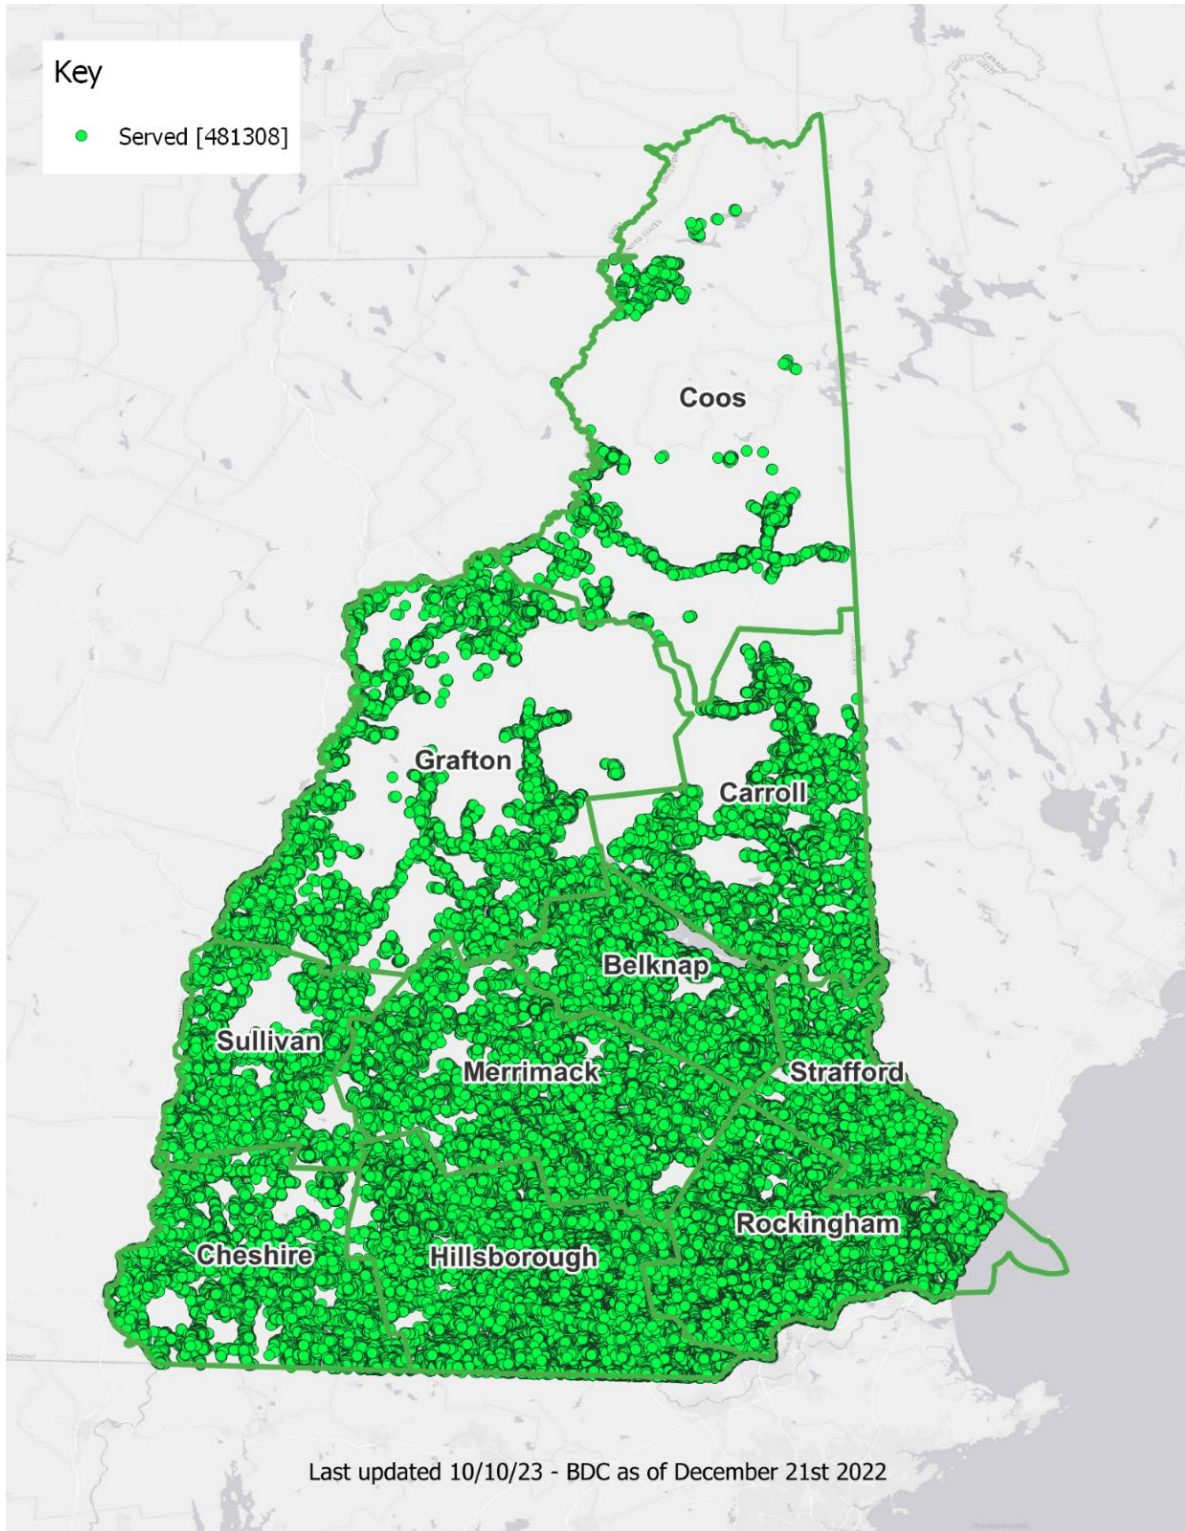 Key
Served [481308]
Coos
Grafton
Carroll
Belknap
Sullivan
Merrimack
Strafford
Rockingham
Cheshire
Hillsborough
Last updated 10/10/23 - BDC as of December 21st 2022